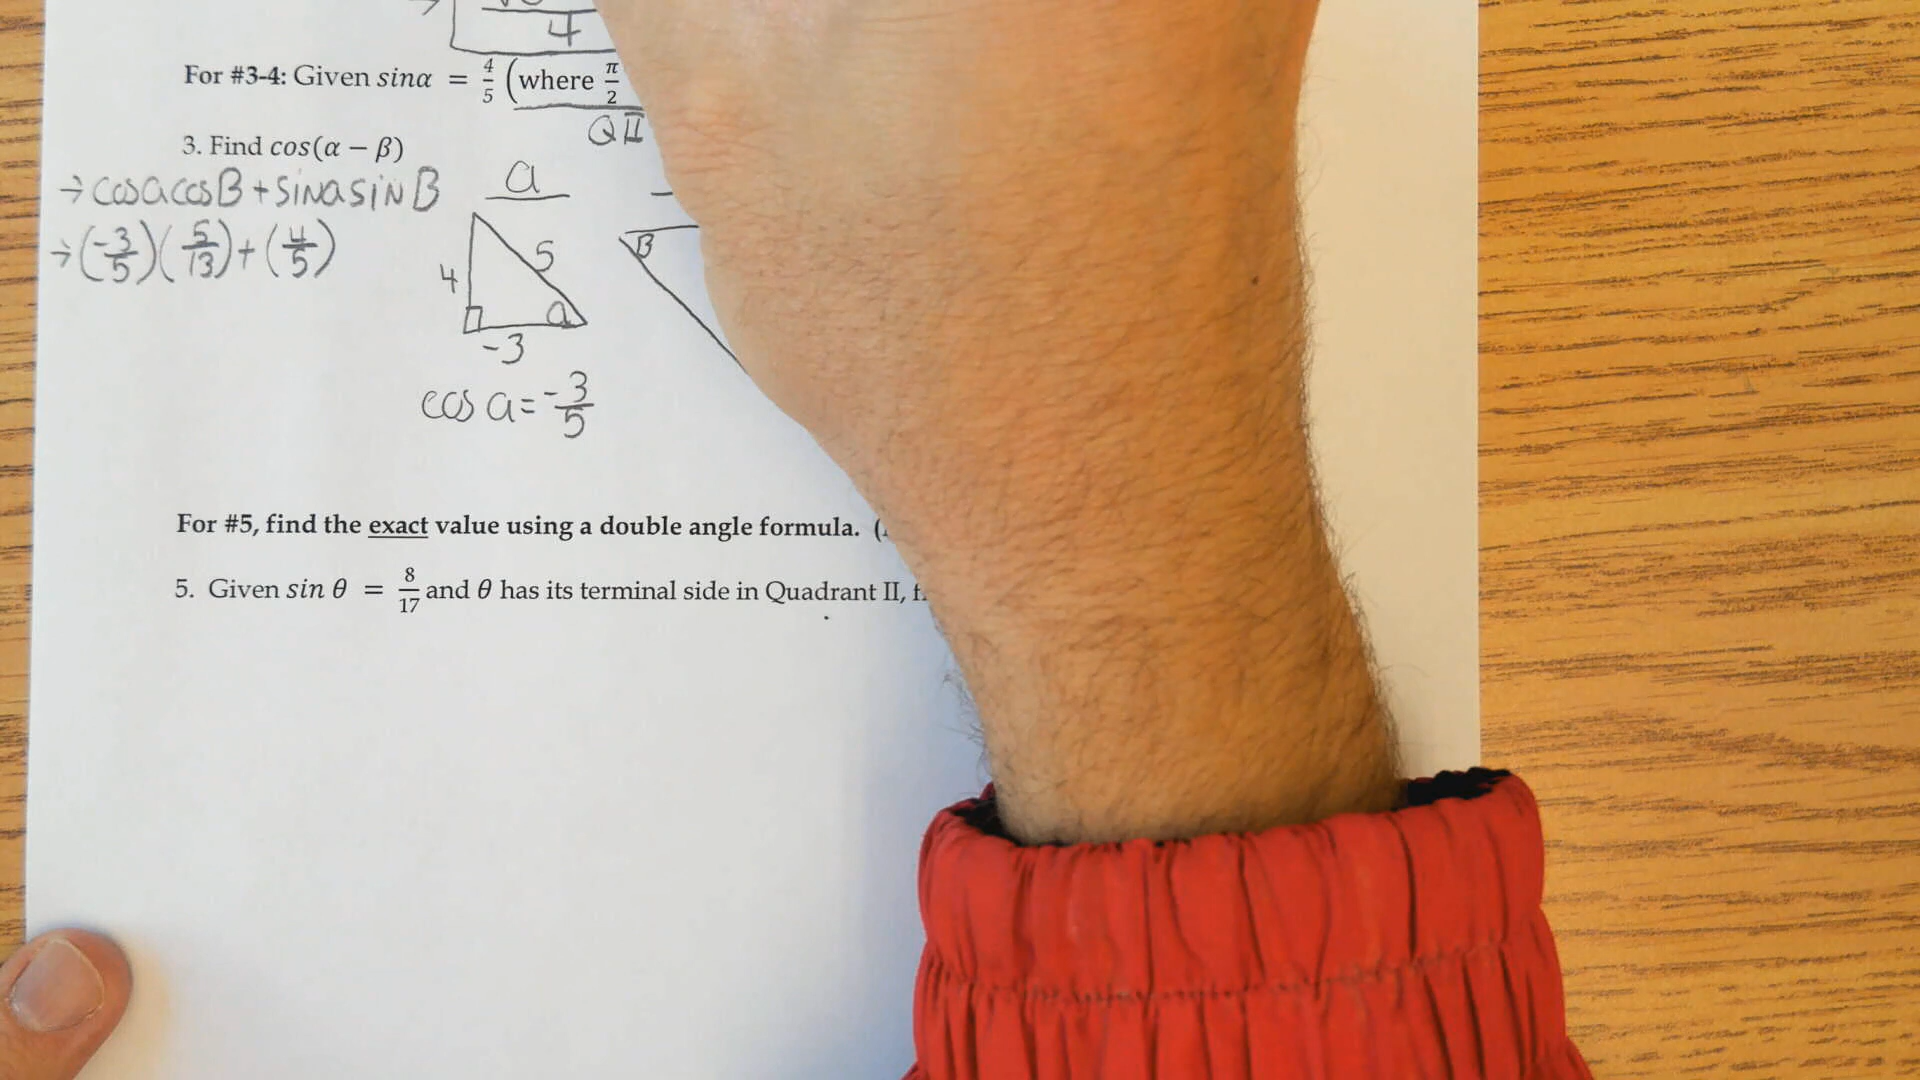 4
For #3-4: Given sinα = 4/5 (where π/2
QII
3. Find cos(α − β)
→ cosacosB + sinasinB
→ (-3/5)(5/13) + (4/5)
a
5
4
a
-3
B
cos a = -3/5
For #5, find the exact value using a double angle formula. (
5. Given sin θ = 8/17 and θ has its terminal side in Quadrant II,